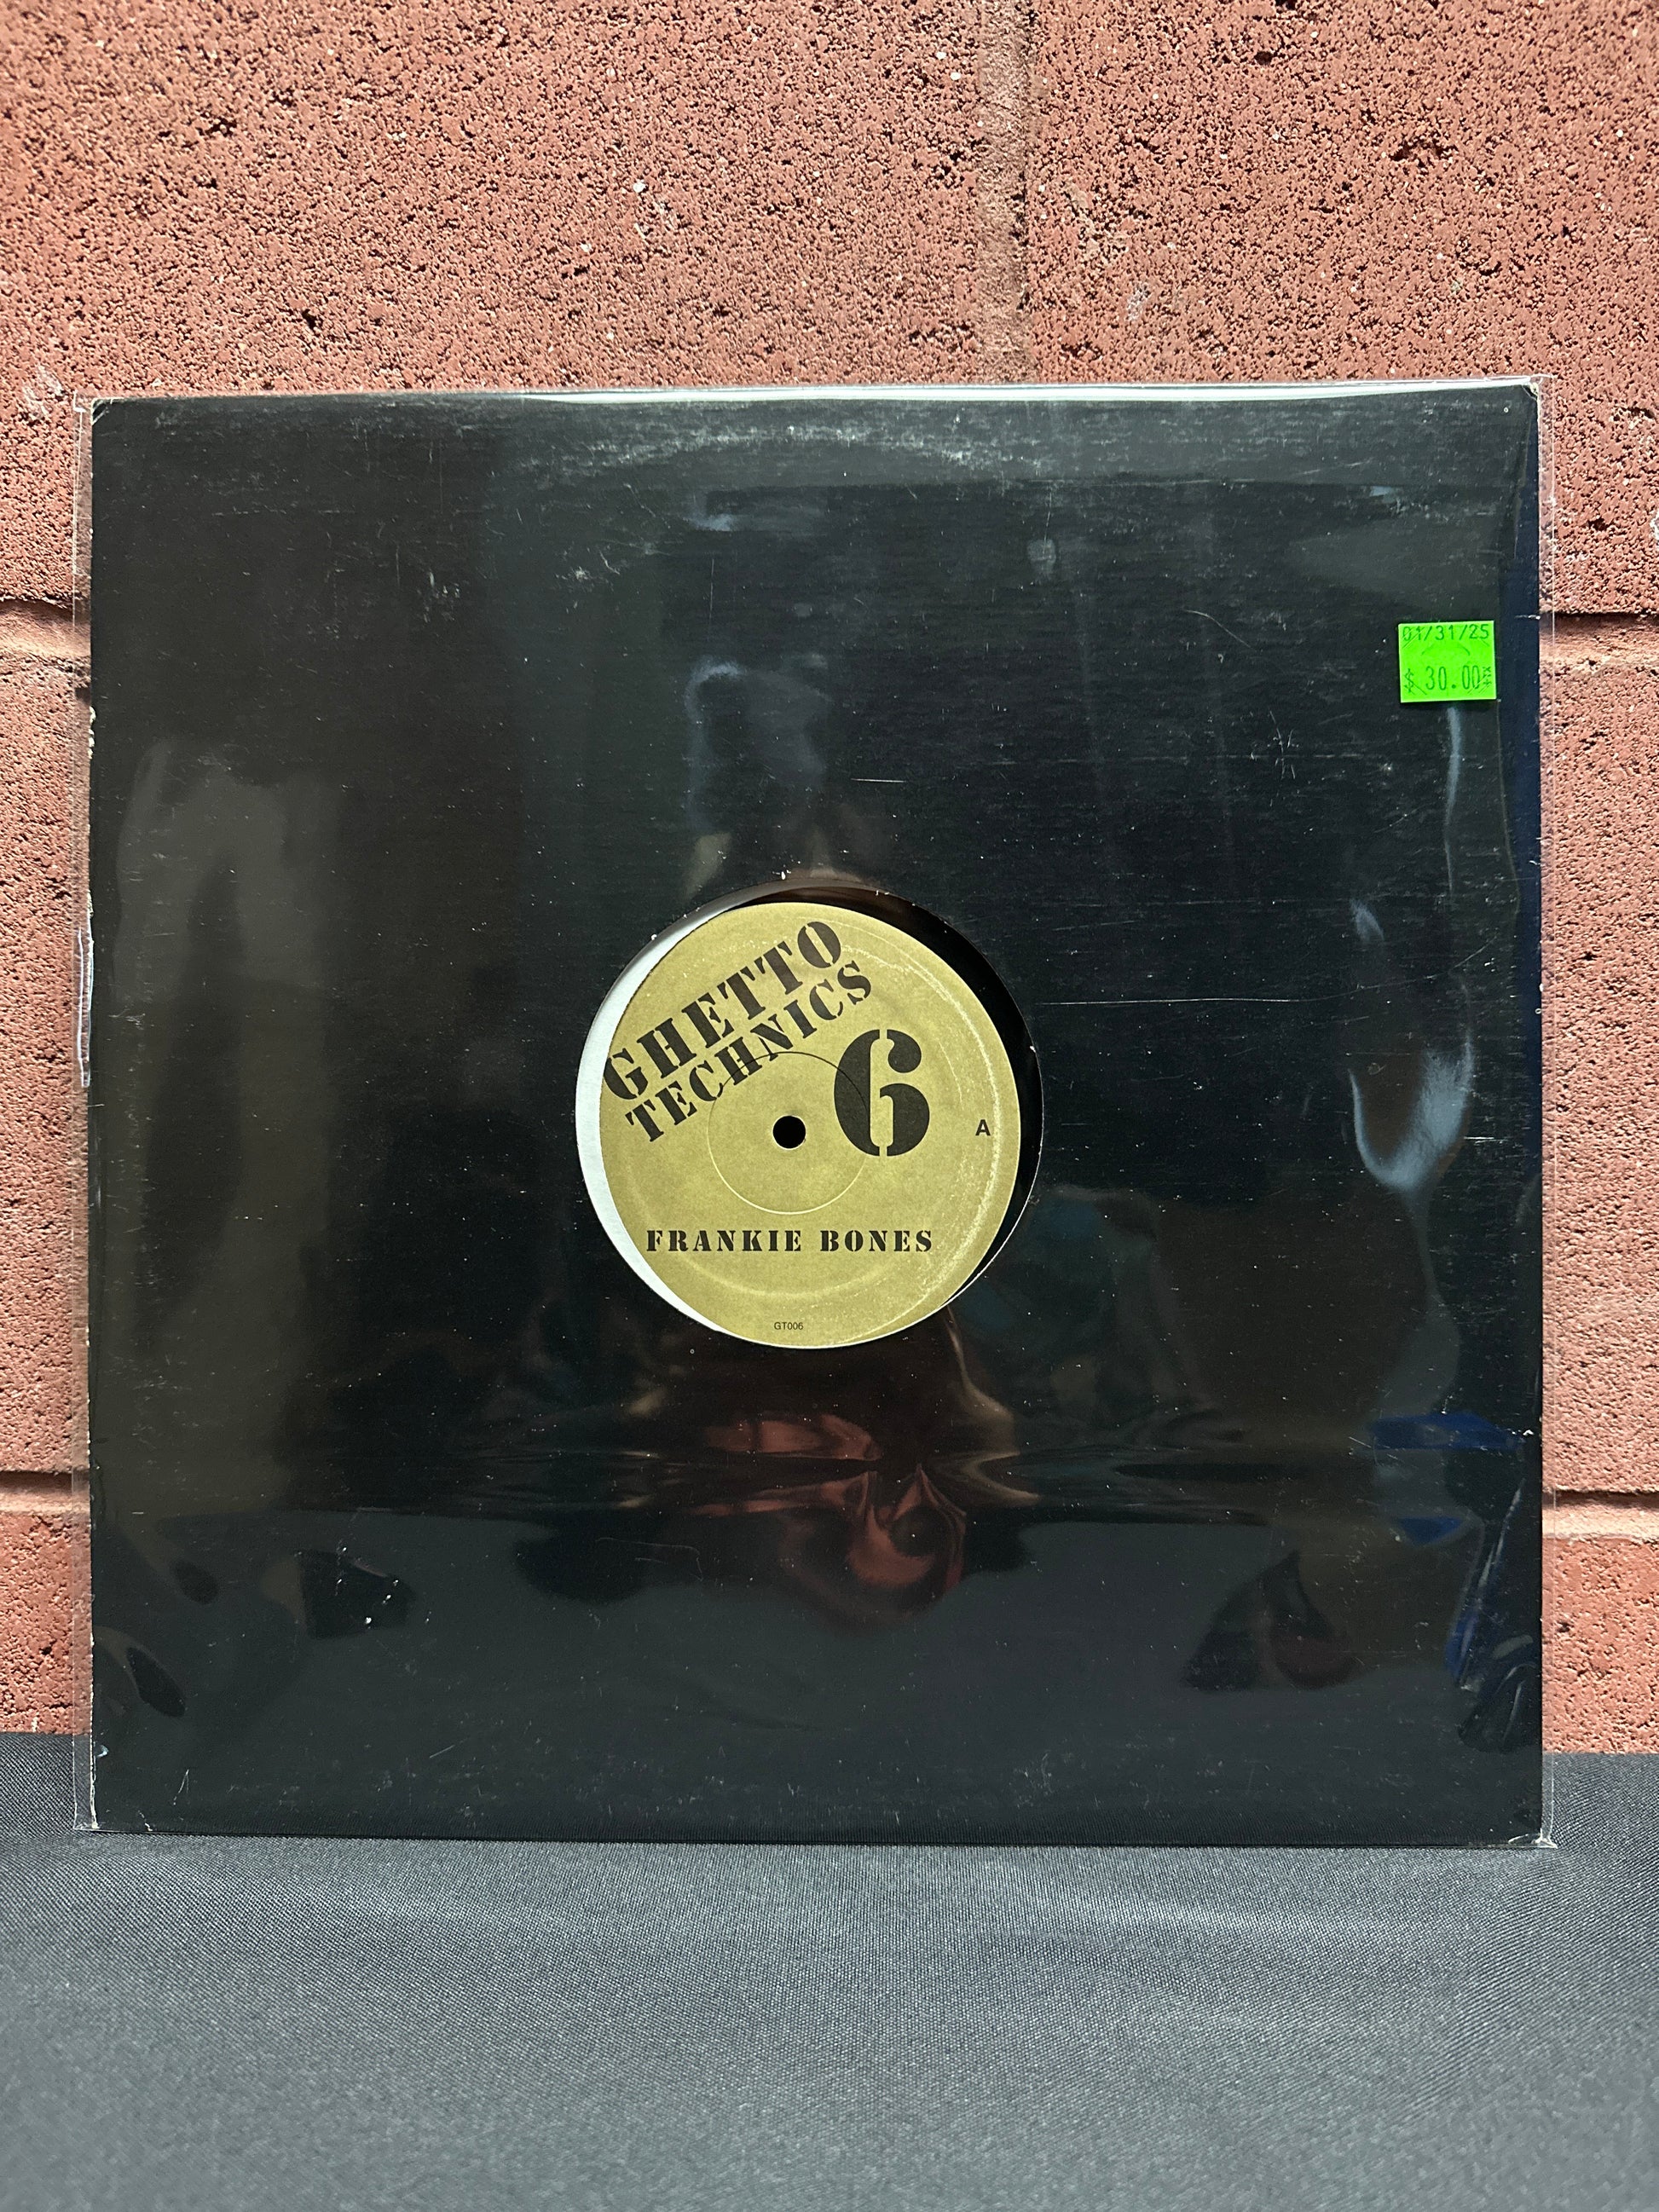 01/31/25
$ 30.00
GHETTO
TECHNICS
6
A
FRANKIE BONES
GT006